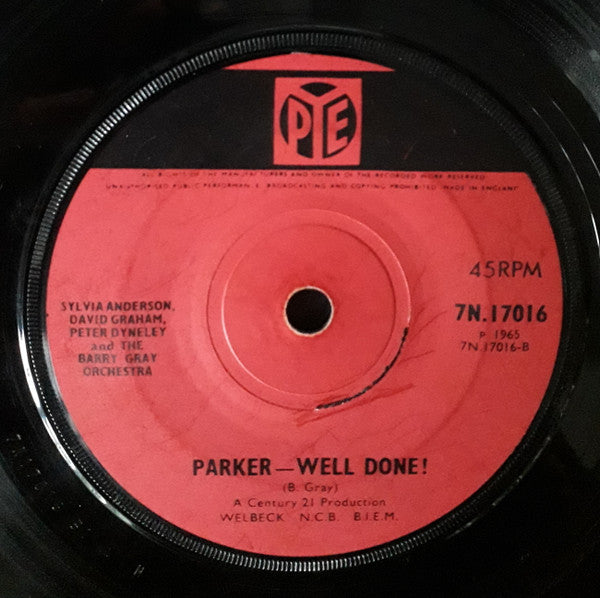 PYE
ALL RIGHTS OF THE MANUFACTURERS AND OWNER OF THE RECORDED WORK RESERVED
UNAUTHORISED PUBLIC PERFORMANCE, BROADCASTING AND COPYING PROHIBITED. MADE IN ENGLAND
45RPM
7N.17016
P 1965
7N.17016-B
SYLVIA ANDERSON,
DAVID GRAHAM,
PETER DYNELEY
and THE
BARRY GRAY
ORCHESTRA
PARKER—WELL DONE!
(B. Gray)
A Century 21 Production
WELBECK N.C.B. B.I.E.M.